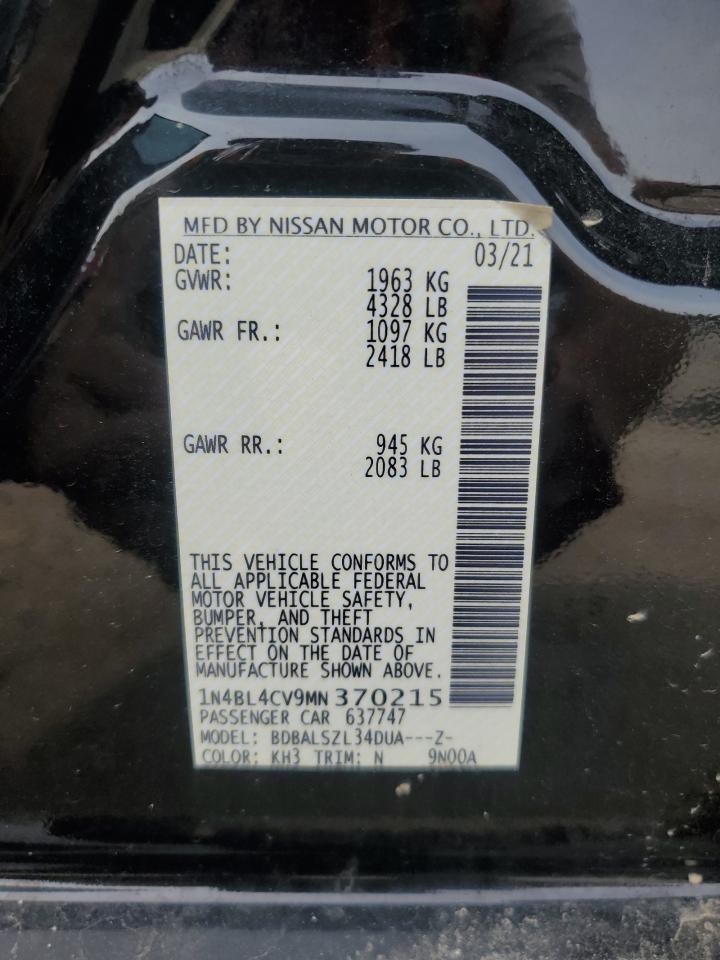 MFD BY NISSAN MOTOR CO., LTD.
DATE: 03/21
GVWR: 1963 KG
4328 LB
GAWR FR.: 1097 KG
2418 LB
GAWR RR.: 945 KG
2083 LB
THIS VEHICLE CONFORMS TO
ALL APPLICABLE FEDERAL
MOTOR VEHICLE SAFETY,
BUMPER, AND THEFT
PREVENTION STANDARDS IN
EFFECT ON THE DATE OF
MANUFACTURE SHOWN ABOVE.
1N4BL4CV9MN370215
PASSENGER CAR 637747
MODEL: BDBALSZL34DUA---Z-
COLOR: KH3 TRIM: N 9N00A